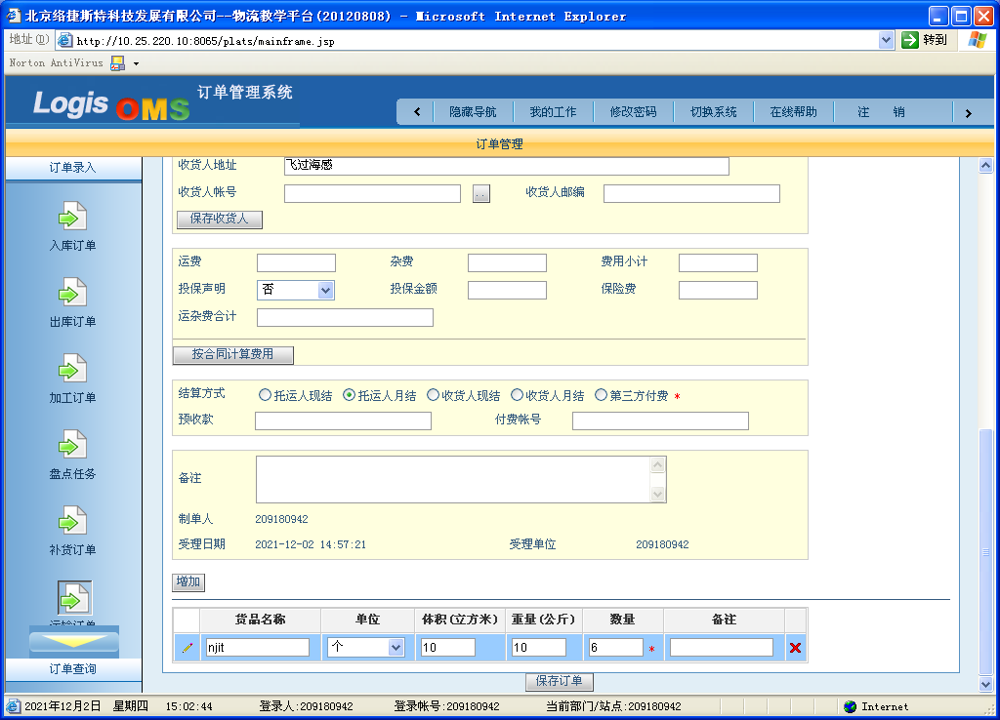 北京络捷斯特科技发展有限公司--物流教学平台(20120808) - Microsoft Internet Explorer
地址(D) http://10.25.220.10:8065/plats/mainframe.jsp 转到
Norton AntiVirus
Logis OMS 订单管理系统
隐藏导航 我的工作 修改密码 切换系统 在线帮助 注 销
订单管理
订单录入
入库订单
出库订单
加工订单
盘点任务
补货订单
运输订单
订单查询
收货人地址 飞过海感
收货人帐号 .. 收货人邮编
保存收货人
运费 杂费 费用小计
投保声明 否 投保金额 保险费
运杂费合计
按合同计算费用
结算方式 托运人现结 托运人月结 收货人现结 收货人月结 第三方付费 *
预收款 付费帐号
备注
制单人 209180942
受理日期 2021-12-02 14:57:21 受理单位 209180942
增加
货品名称 单位 体积(立方米) 重量(公斤) 数量 备注
njit 个 10 10 6 *
保存订单
2021年12月2日 星期四 15:02:44 登录人:209180942 登录帐号:209180942 当前部门/站点:209180942 Internet